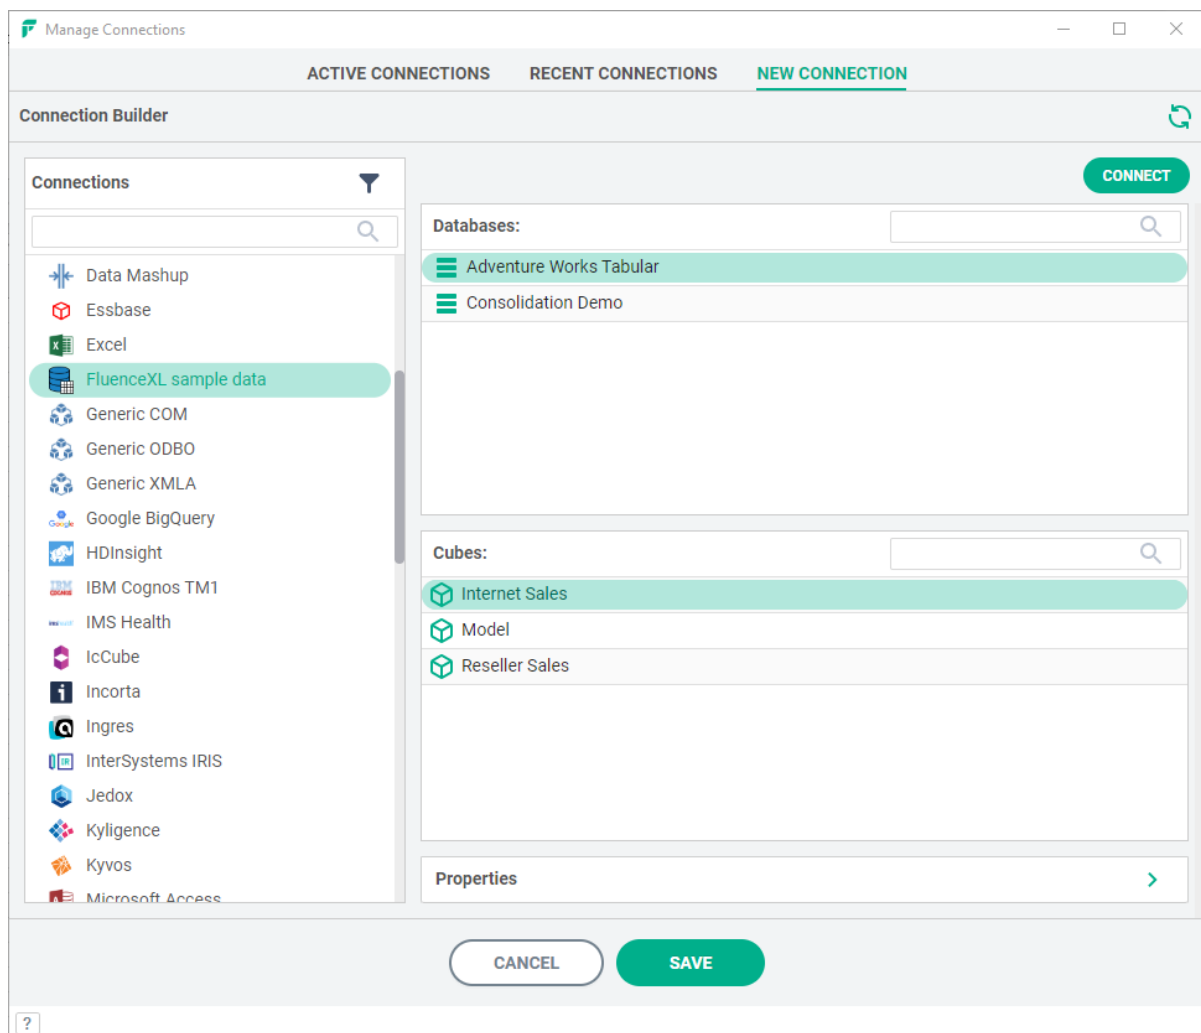 Manage Connections
ACTIVE CONNECTIONS RECENT CONNECTIONS NEW CONNECTION
Connection Builder
Connections
CONNECT
Data Mashup
Essbase
Excel
FluenceXL sample data
Generic COM
Generic ODBO
Generic XMLA
Google BigQuery
HDInsight
IBM Cognos TM1
IMS Health
IcCube
Incorta
Ingres
InterSystems IRIS
Jedox
Kyligence
Kyvos
Microsoft Access
Databases:
Adventure Works Tabular
Consolidation Demo
Cubes:
Internet Sales
Model
Reseller Sales
Properties
CANCEL SAVE
?